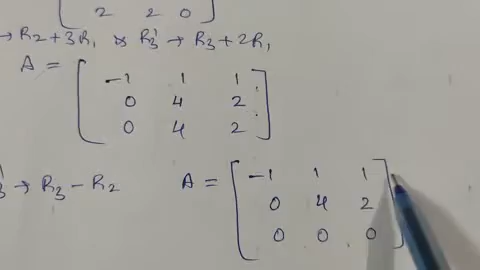 2 2 0
→ R2 + 3R1 & R3' → R3 + 2R1
A = [ -1 1 1
0 4 2
0 4 2 ]
→ R3 - R2 A = [ -1 1 1
0 4 2
0 0 0 ]